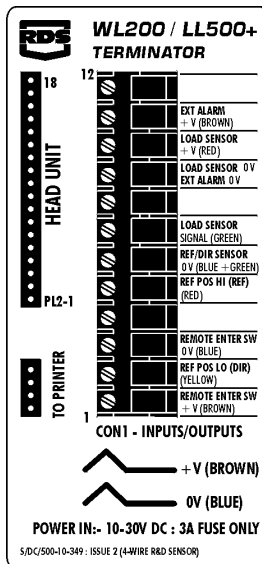 RDS
WL200 / LL500+
TERMINATOR
12
18
EXT ALARM
+ V (BROWN)
LOAD SENSOR
+ V (RED)
LOAD SENSOR 0V
EXT ALARM 0V
HEAD UNIT
LOAD SENSOR
SIGNAL (GREEN)
REF/DIR SENSOR
0V (BLUE + GREEN)
REF POS HI (REF)
(RED)
PL2-1
REMOTE ENTER SW
0V (BLUE)
REF POS LO (DIR)
(YELLOW)
REMOTE ENTER SW
+ V (BROWN)
TO PRINTER
1
CON1 - INPUTS/OUTPUTS
+ V (BROWN)
0V (BLUE)
POWER IN:- 10-30V DC : 3A FUSE ONLY
S/DC/500-10-349 : ISSUE 2 (4-WIRE R&D SENSOR)